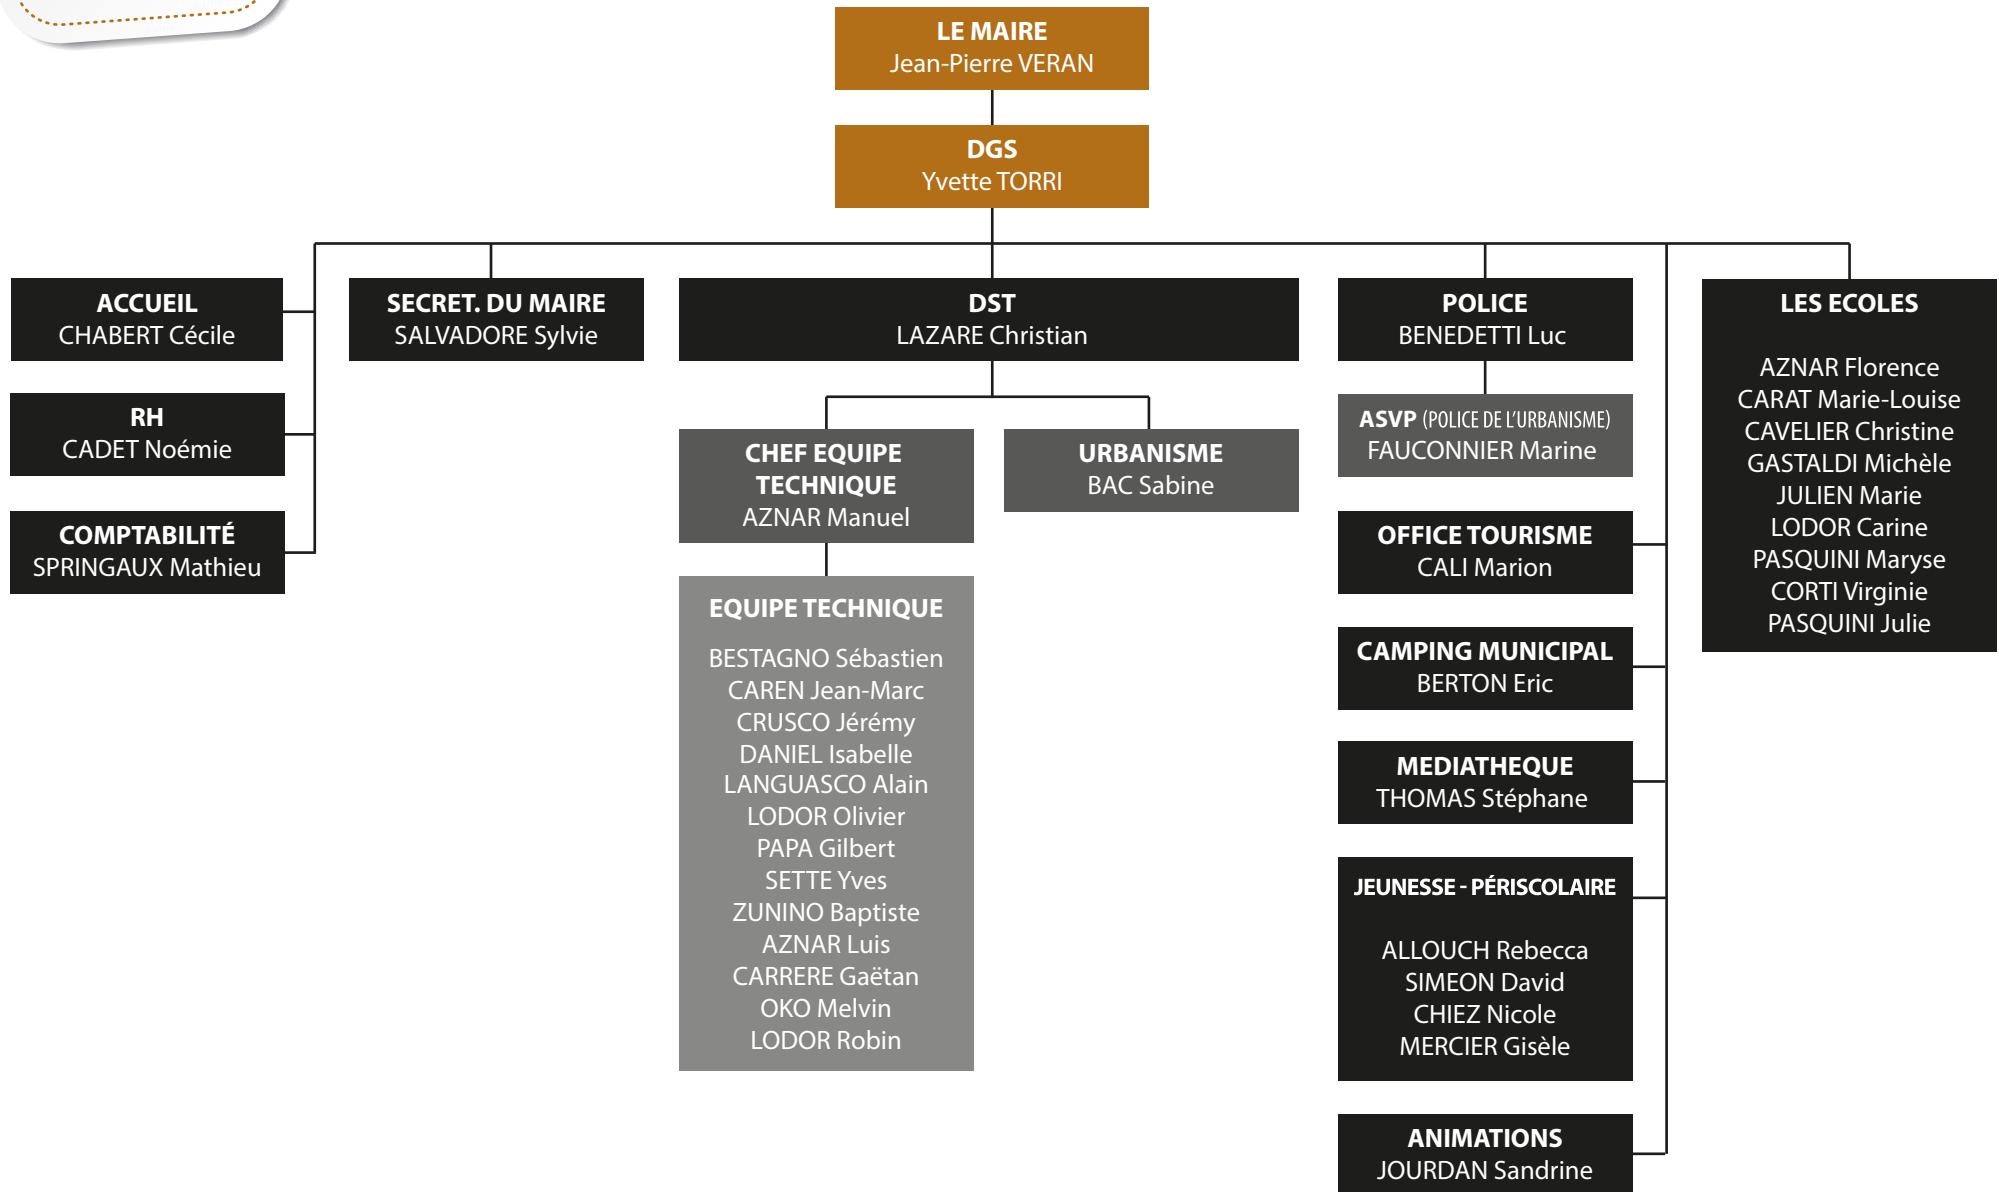 LE MAIRE
Jean-Pierre VERAN
DGS
Yvette TORRI
ACCUEIL
CHABERT Cécile
RH
CADET Noémie
COMPTABILITÉ
SPRINGAUX Mathieu
SECRET. DU MAIRE
SALVADORE Sylvie
DST
LAZARE Christian
CHEF EQUIPE
TECHNIQUE
AZNAR Manuel
URBANISME
BAC Sabine
EQUIPE TECHNIQUE
BESTAGNO Sébastien
CAREN Jean-Marc
CRUSCO Jérémy
DANIEL Isabelle
LANGUASCO Alain
LODOR Olivier
PAPA Gilbert
SETTE Yves
ZUNINO Baptiste
AZNAR Luis
CARRERE Gaëtan
OKO Melvin
LODOR Robin
POLICE
BENEDETTI Luc
ASVP (POLICE DE L'URBANISME)
FAUCONNIER Marine
OFFICE TOURISME
CALI Marion
CAMPING MUNICIPAL
BERTON Eric
MEDIATHEQUE
THOMAS Stéphane
JEUNESSE - PÉRISCOLAIRE
ALLOUCH Rebecca
SIMEON David
CHIEZ Nicole
MERCIER Gisèle
ANIMATIONS
JOURDAN Sandrine
LES ECOLES
AZNAR Florence
CARAT Marie-Louise
CAVELIER Christine
GASTALDI Michèle
JULIEN Marie
LODOR Carine
PASQUINI Maryse
CORTI Virginie
PASQUINI Julie